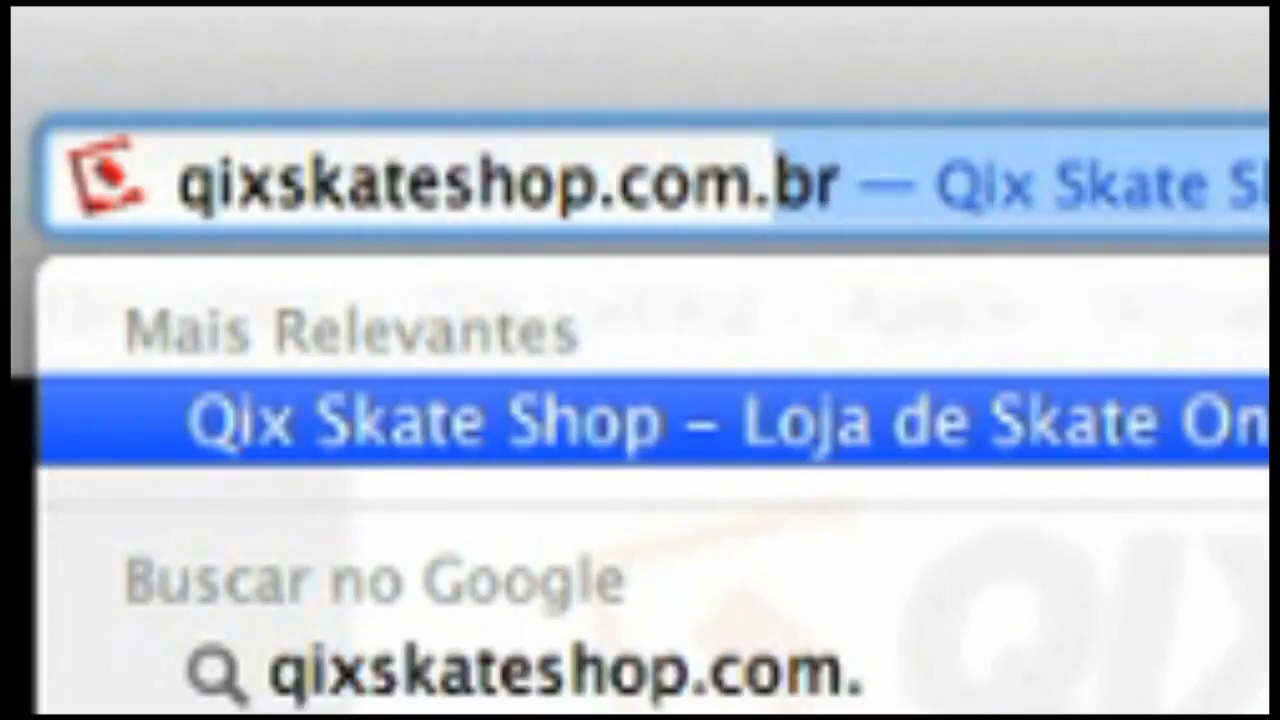 qixskateshop.com.br — Qix Skate
Mais Relevantes
Qix Skate Shop – Loja de Skate On
Buscar no Google
qixskateshop.com.
QIX